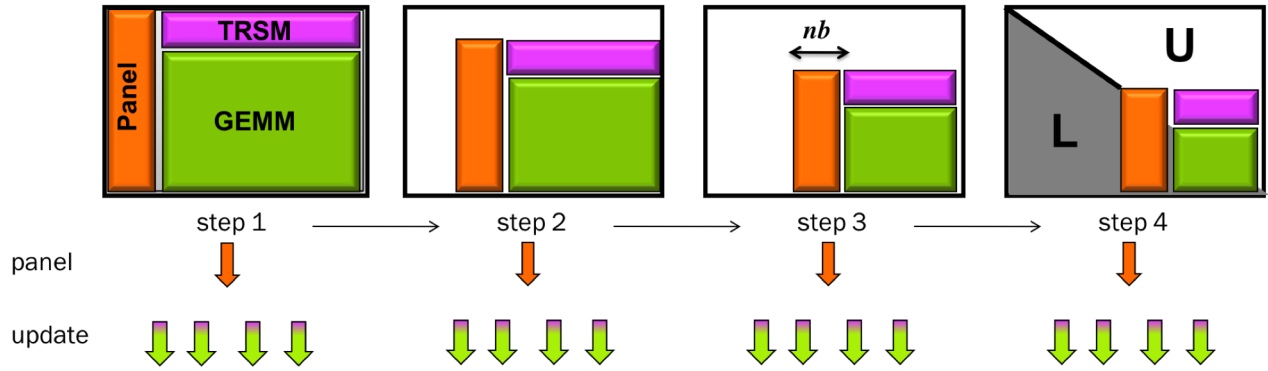 Panel
TRSM
GEMM
nb
U
L
step 1
step 2
step 3
step 4
panel
update